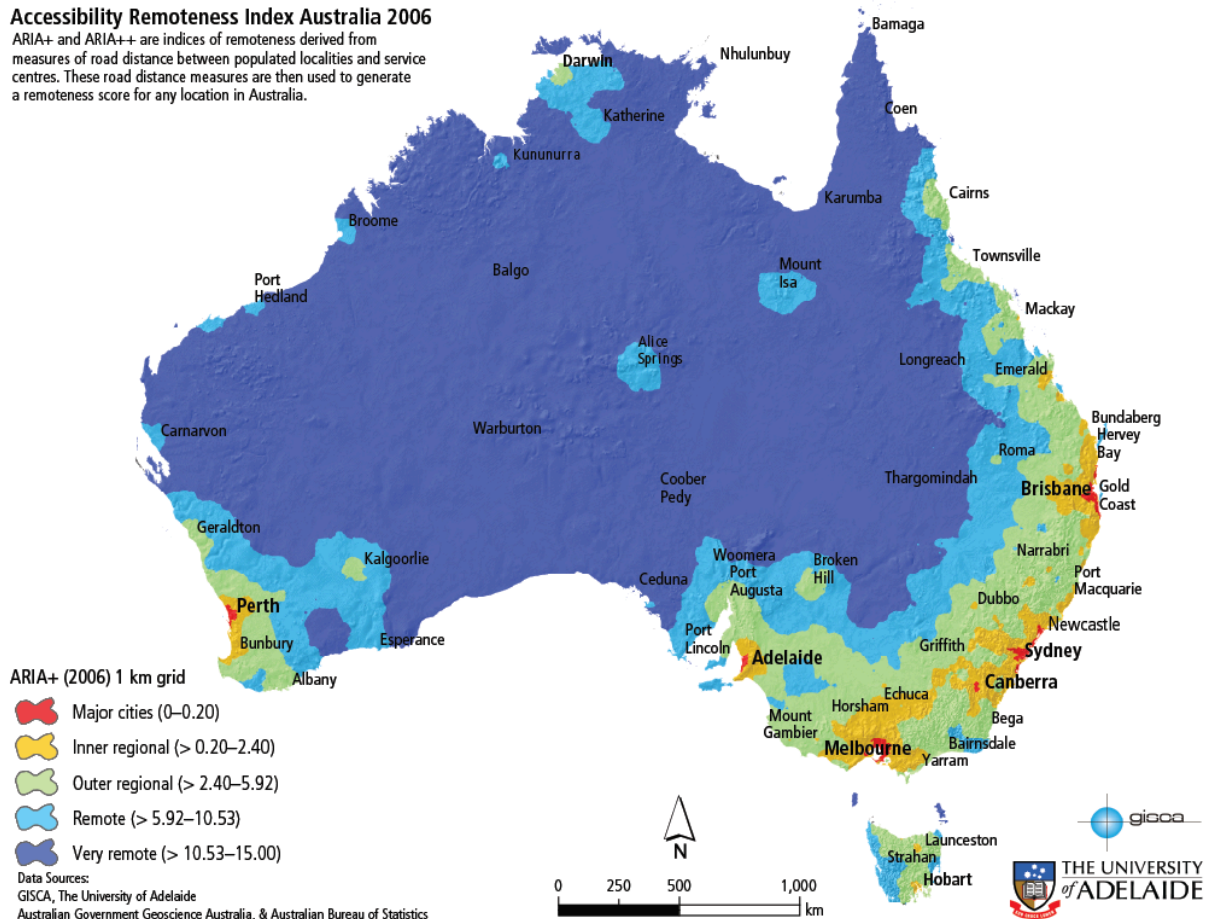 Accessibility Remoteness Index Australia 2006
ARIA+ and ARIA++ are indices of remoteness derived from
measures of road distance between populated localities and service
centres. These road distance measures are then used to generate
a remoteness score for any location in Australia.
Bamaga
Nhulunbuy
Darwin
Coen
Katherine
Kununurra
Karumba
Cairns
Broome
Townsville
Balgo
Mount
Isa
Port
Hedland
Mackay
Alice
Springs
Longreach
Emerald
Carnarvon
Warburton
Bundaberg
Hervey
Bay
Roma
Coober
Pedy
Thargomindah
Brisbane
Gold
Coast
Geraldton
Kalgoorlie
Woomera
Port
Augusta
Broken
Hill
Narrabri
Ceduna
Port
Macquarie
Dubbo
Perth
Newcastle
Bunbury
Esperance
Port
Lincoln
Griffith
Sydney
Adelaide
Albany
Canberra
Echuca
Horsham
Mount
Gambier
Bega
Melbourne
Bairnsdale
Yarram
Launceston
Strahan
Hobart
ARIA+ (2006) 1 km grid
Major cities (0–0.20)
Inner regional (> 0.20–2.40)
Outer regional (> 2.40–5.92)
Remote (> 5.92–10.53)
Very remote (> 10.53–15.00)
Data Sources:
GISCA, The University of Adelaide
Australian Government Geoscience Australia, & Australian Bureau of Statistics
N
0 250 500 1,000
km
gisca
THE UNIVERSITY
of ADELAIDE